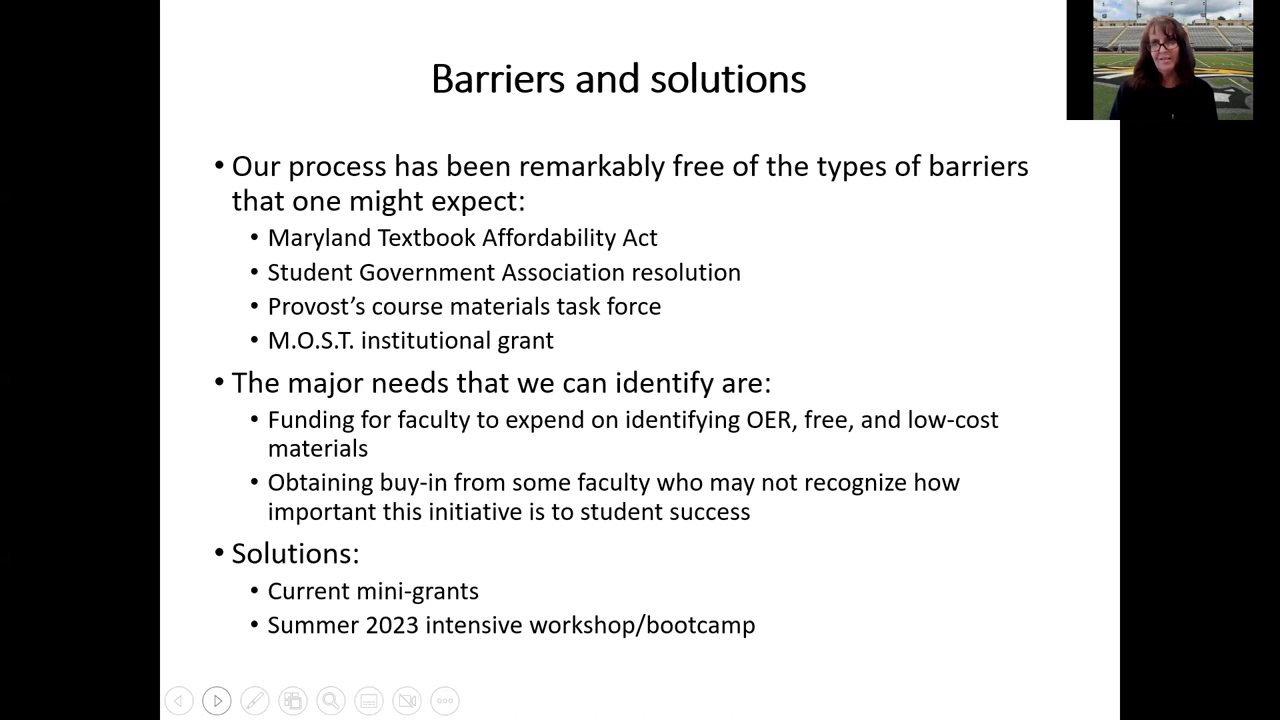 Barriers and solutions
• Our process has been remarkably free of the types of barriers
that one might expect:
• Maryland Textbook Affordability Act
• Student Government Association resolution
• Provost’s course materials task force
• M.O.S.T. institutional grant
• The major needs that we can identify are:
• Funding for faculty to expend on identifying OER, free, and low-cost
materials
• Obtaining buy-in from some faculty who may not recognize how
important this initiative is to student success
• Solutions:
• Current mini-grants
• Summer 2023 intensive workshop/bootcamp